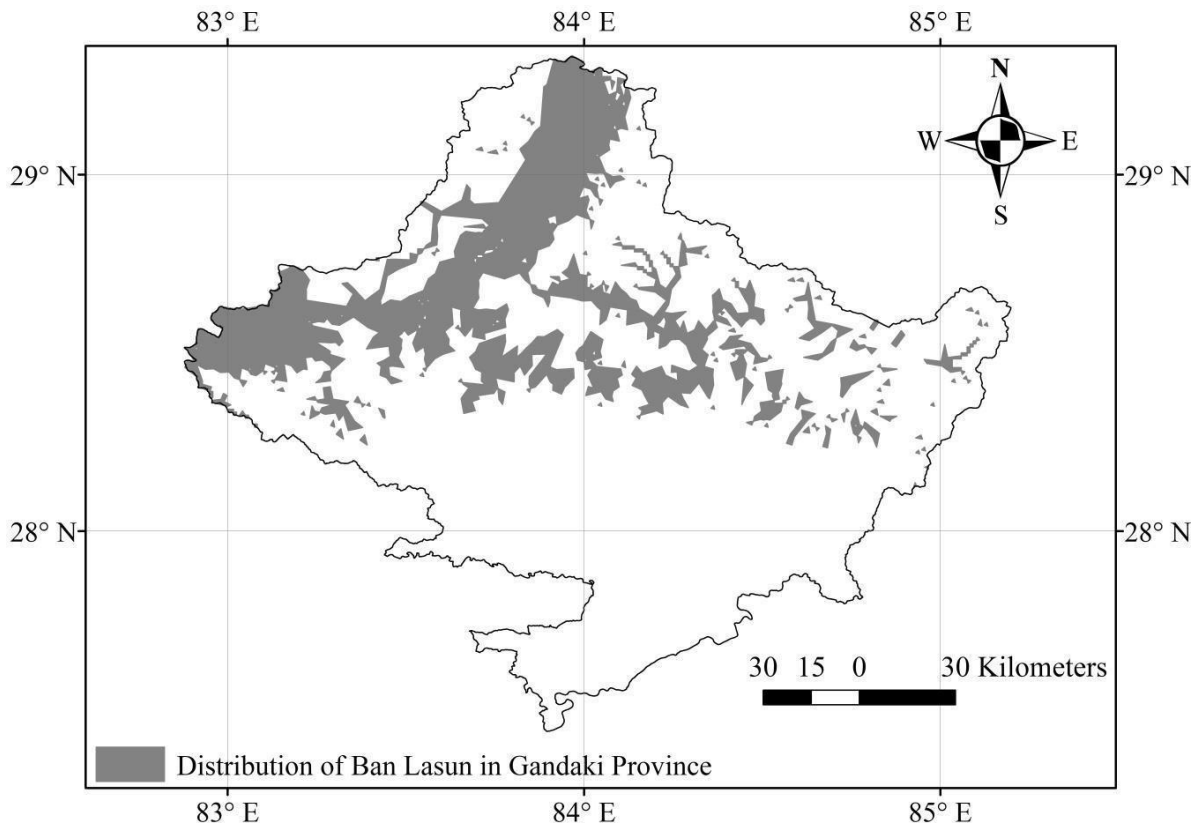 83° E 84° E 85° E
N
W E
S
29° N 29° N
28° N 28° N
30 15 0 30 Kilometers
Distribution of Ban Lasun in Gandaki Province
83° E 84° E 85° E